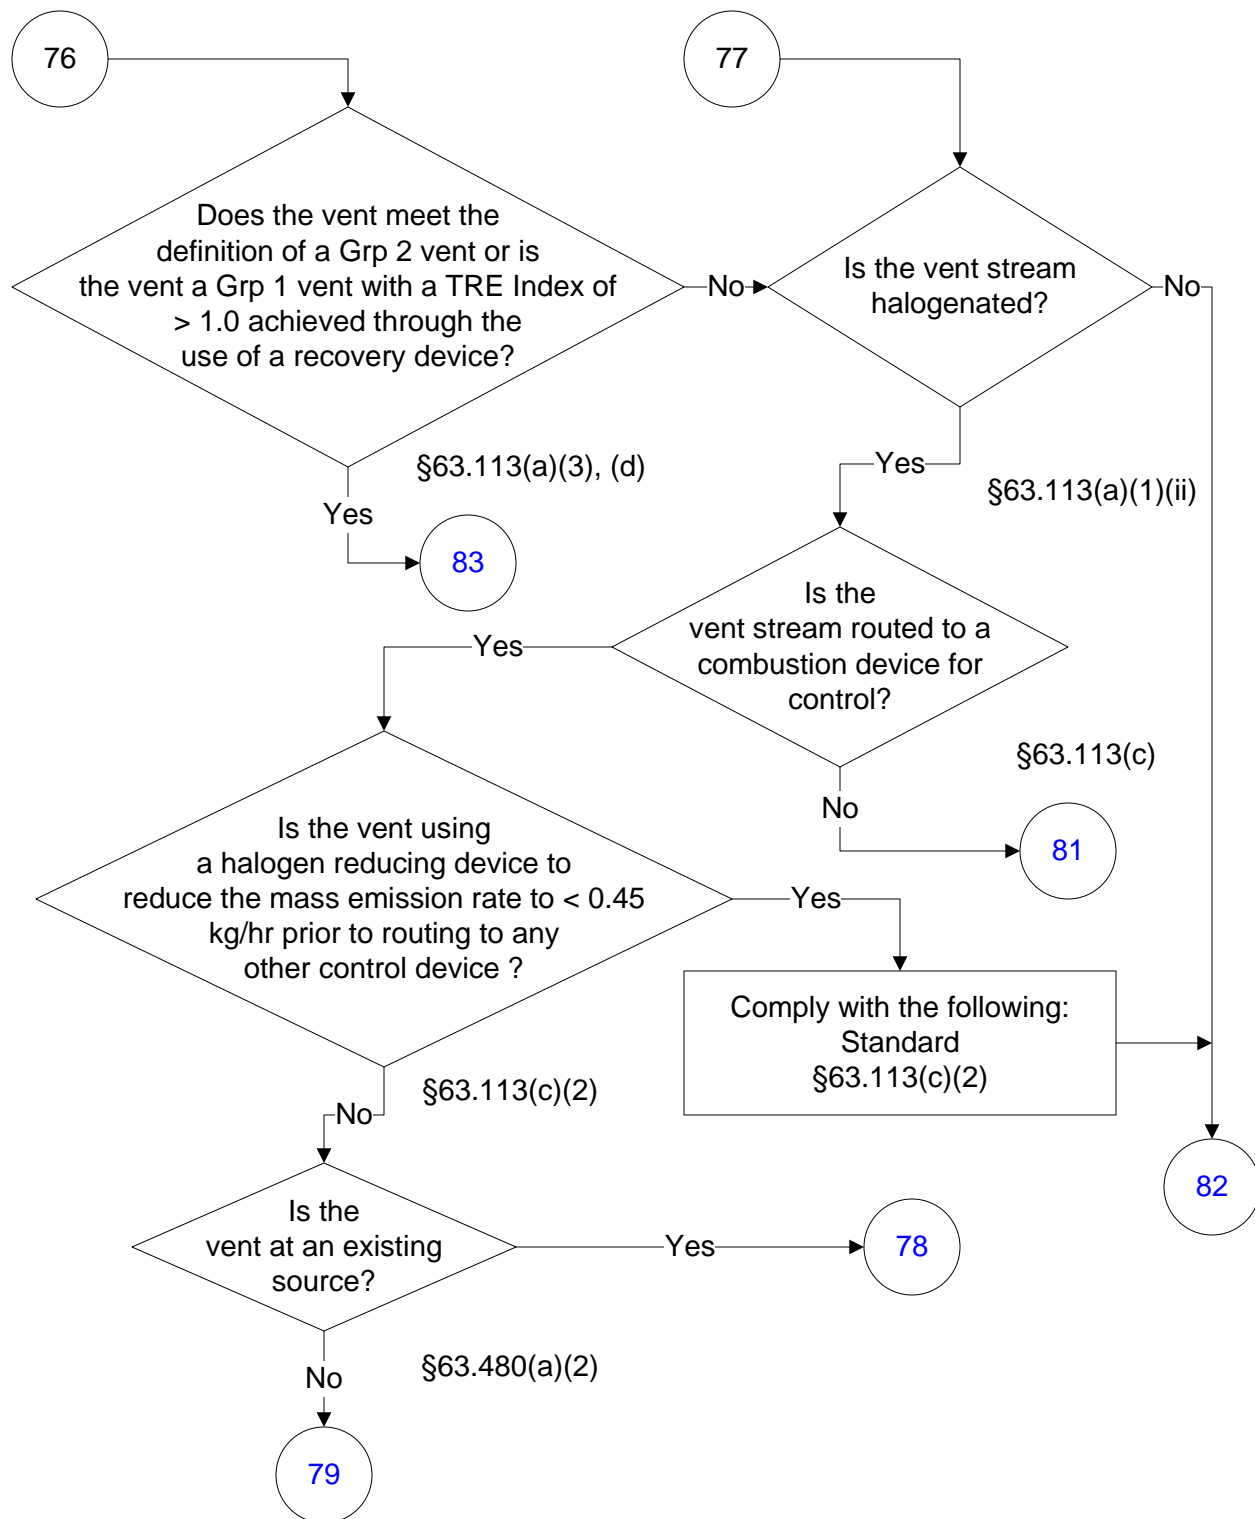 76
77
Does the vent meet the
definition of a Grp 2 vent or is
the vent a Grp 1 vent with a TRE Index of
> 1.0 achieved through the
use of a recovery device?
No
Is the vent stream
halogenated?
No
§63.113(a)(3), (d)
Yes
Yes
§63.113(a)(1)(ii)
83
Is the
vent stream routed to a
combustion device for
control?
Yes
§63.113(c)
No
81
Is the vent using
a halogen reducing device to
reduce the mass emission rate to < 0.45
kg/hr prior to routing to any
other control device ?
Yes
Comply with the following:
Standard
§63.113(c)(2)
§63.113(c)(2)
No
82
Is the
vent at an existing
source?
Yes
78
§63.480(a)(2)
No
79